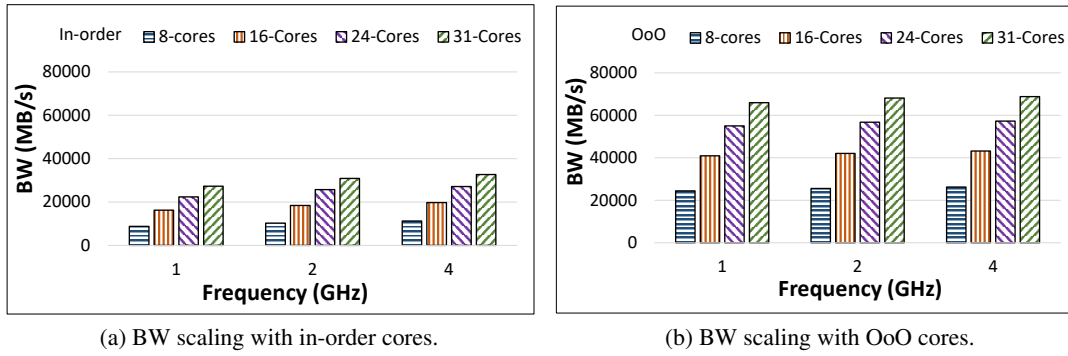 In-order 8-cores 16-Cores 24-Cores 31-Cores
80000
60000
40000
20000
0
BW (MB/s)
1 2 4
Frequency (GHz)
(a) BW scaling with in-order cores.
OoO 8-cores 16-Cores 24-Cores 31-Cores
80000
60000
40000
20000
0
BW (MB/s)
1 2 4
Frequency (GHz)
(b) BW scaling with OoO cores.